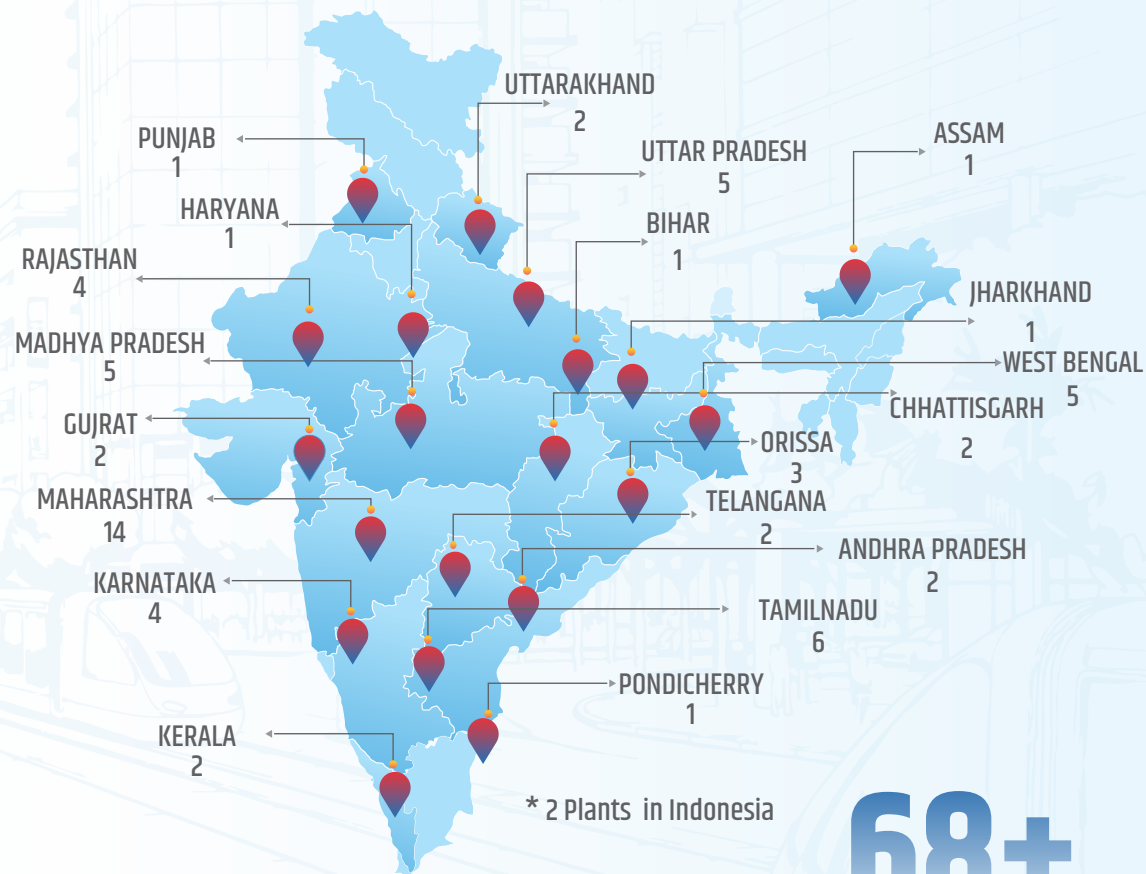 UTTARAKHAND
2
PUNJAB
1
UTTAR PRADESH
5
ASSAM
1
HARYANA
1
BIHAR
1
RAJASTHAN
4
JHARKHAND
1
MADHYA PRADESH
5
WEST BENGAL
5
CHHATTISGARH
2
GUJRAT
2
ORISSA
3
MAHARASHTRA
14
TELANGANA
2
ANDHRA PRADESH
2
KARNATAKA
4
TAMILNADU
6
PONDICHERRY
1
KERALA
2
* 2 Plants in Indonesia
68+